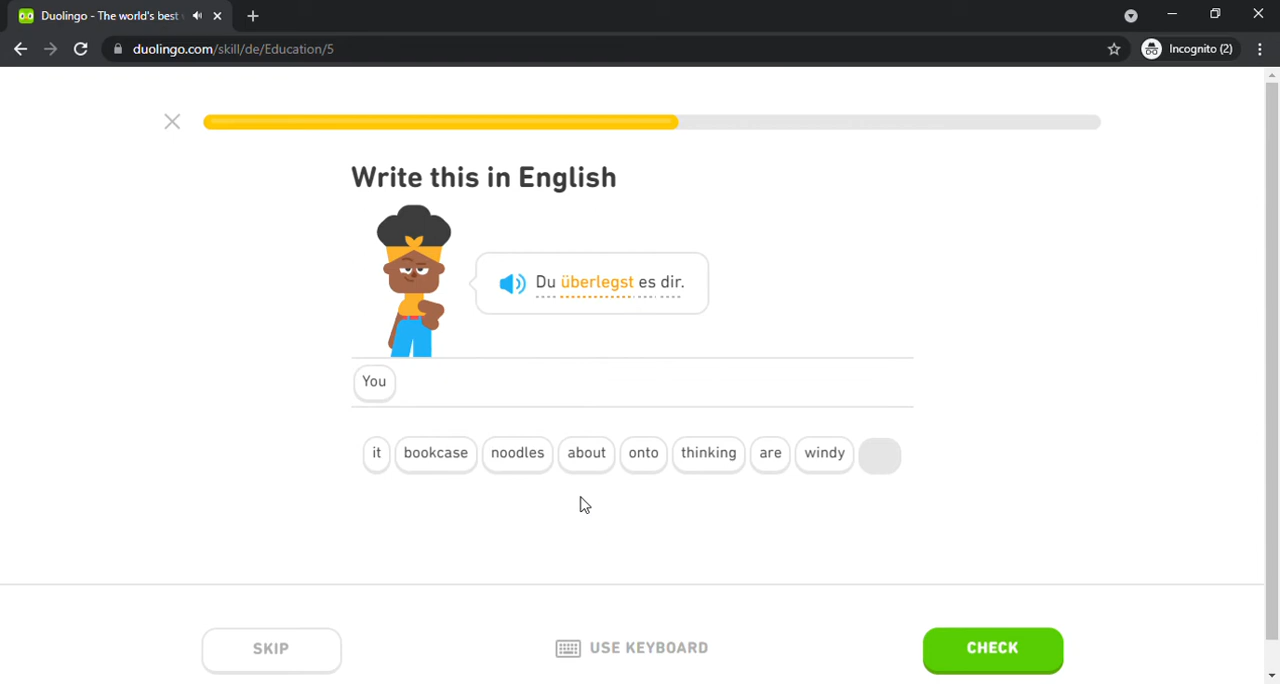 Duolingo - The world's best
duolingo.com/skill/de/Education/5
Incognito (2)
Write this in English
Du überlegst es dir.
You
it bookcase noodles about onto thinking are windy
SKIP USE KEYBOARD CHECK